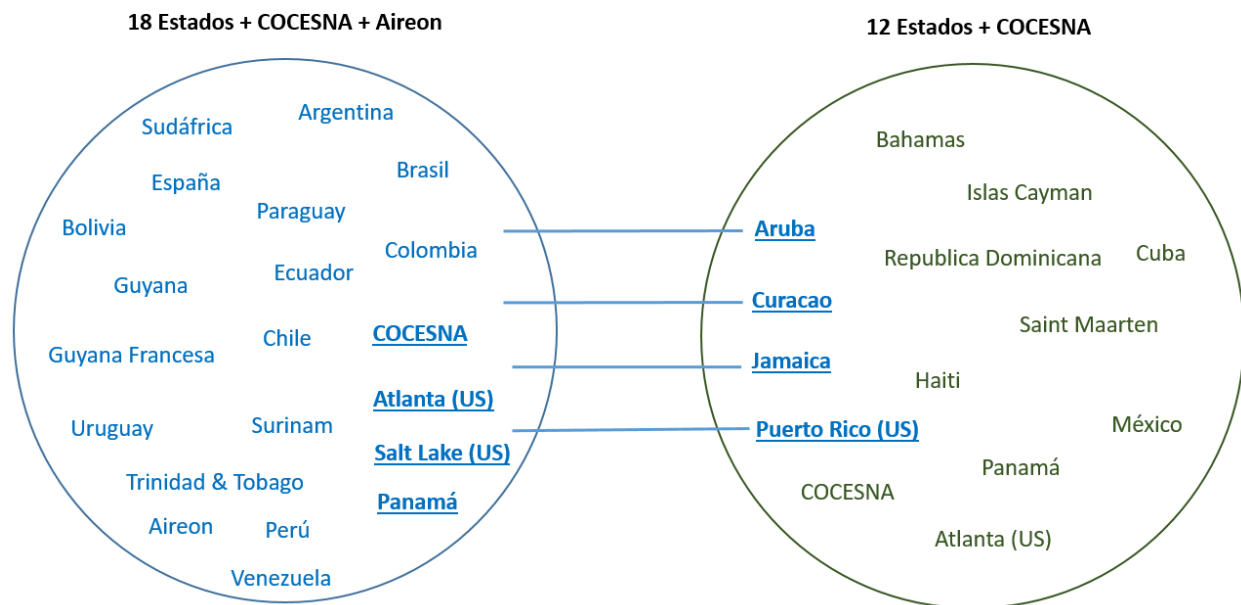 18 Estados + COCESNA + Aireon
Sudáfrica
Argentina
España
Brasil
Bolivia
Paraguay
Colombia
Guyana
Ecuador
Guyana Francesa
Chile
COCESNA
Atlanta (US)
Uruguay
Surinam
Salt Lake (US)
Trinidad & Tobago
Panamá
Aireon
Perú
Venezuela
12 Estados + COCESNA
Bahamas
Islas Cayman
Aruba
Republica Dominicana
Cuba
Curacao
Saint Maarten
Jamaica
Haiti
Puerto Rico (US)
México
Panamá
COCESNA
Atlanta (US)